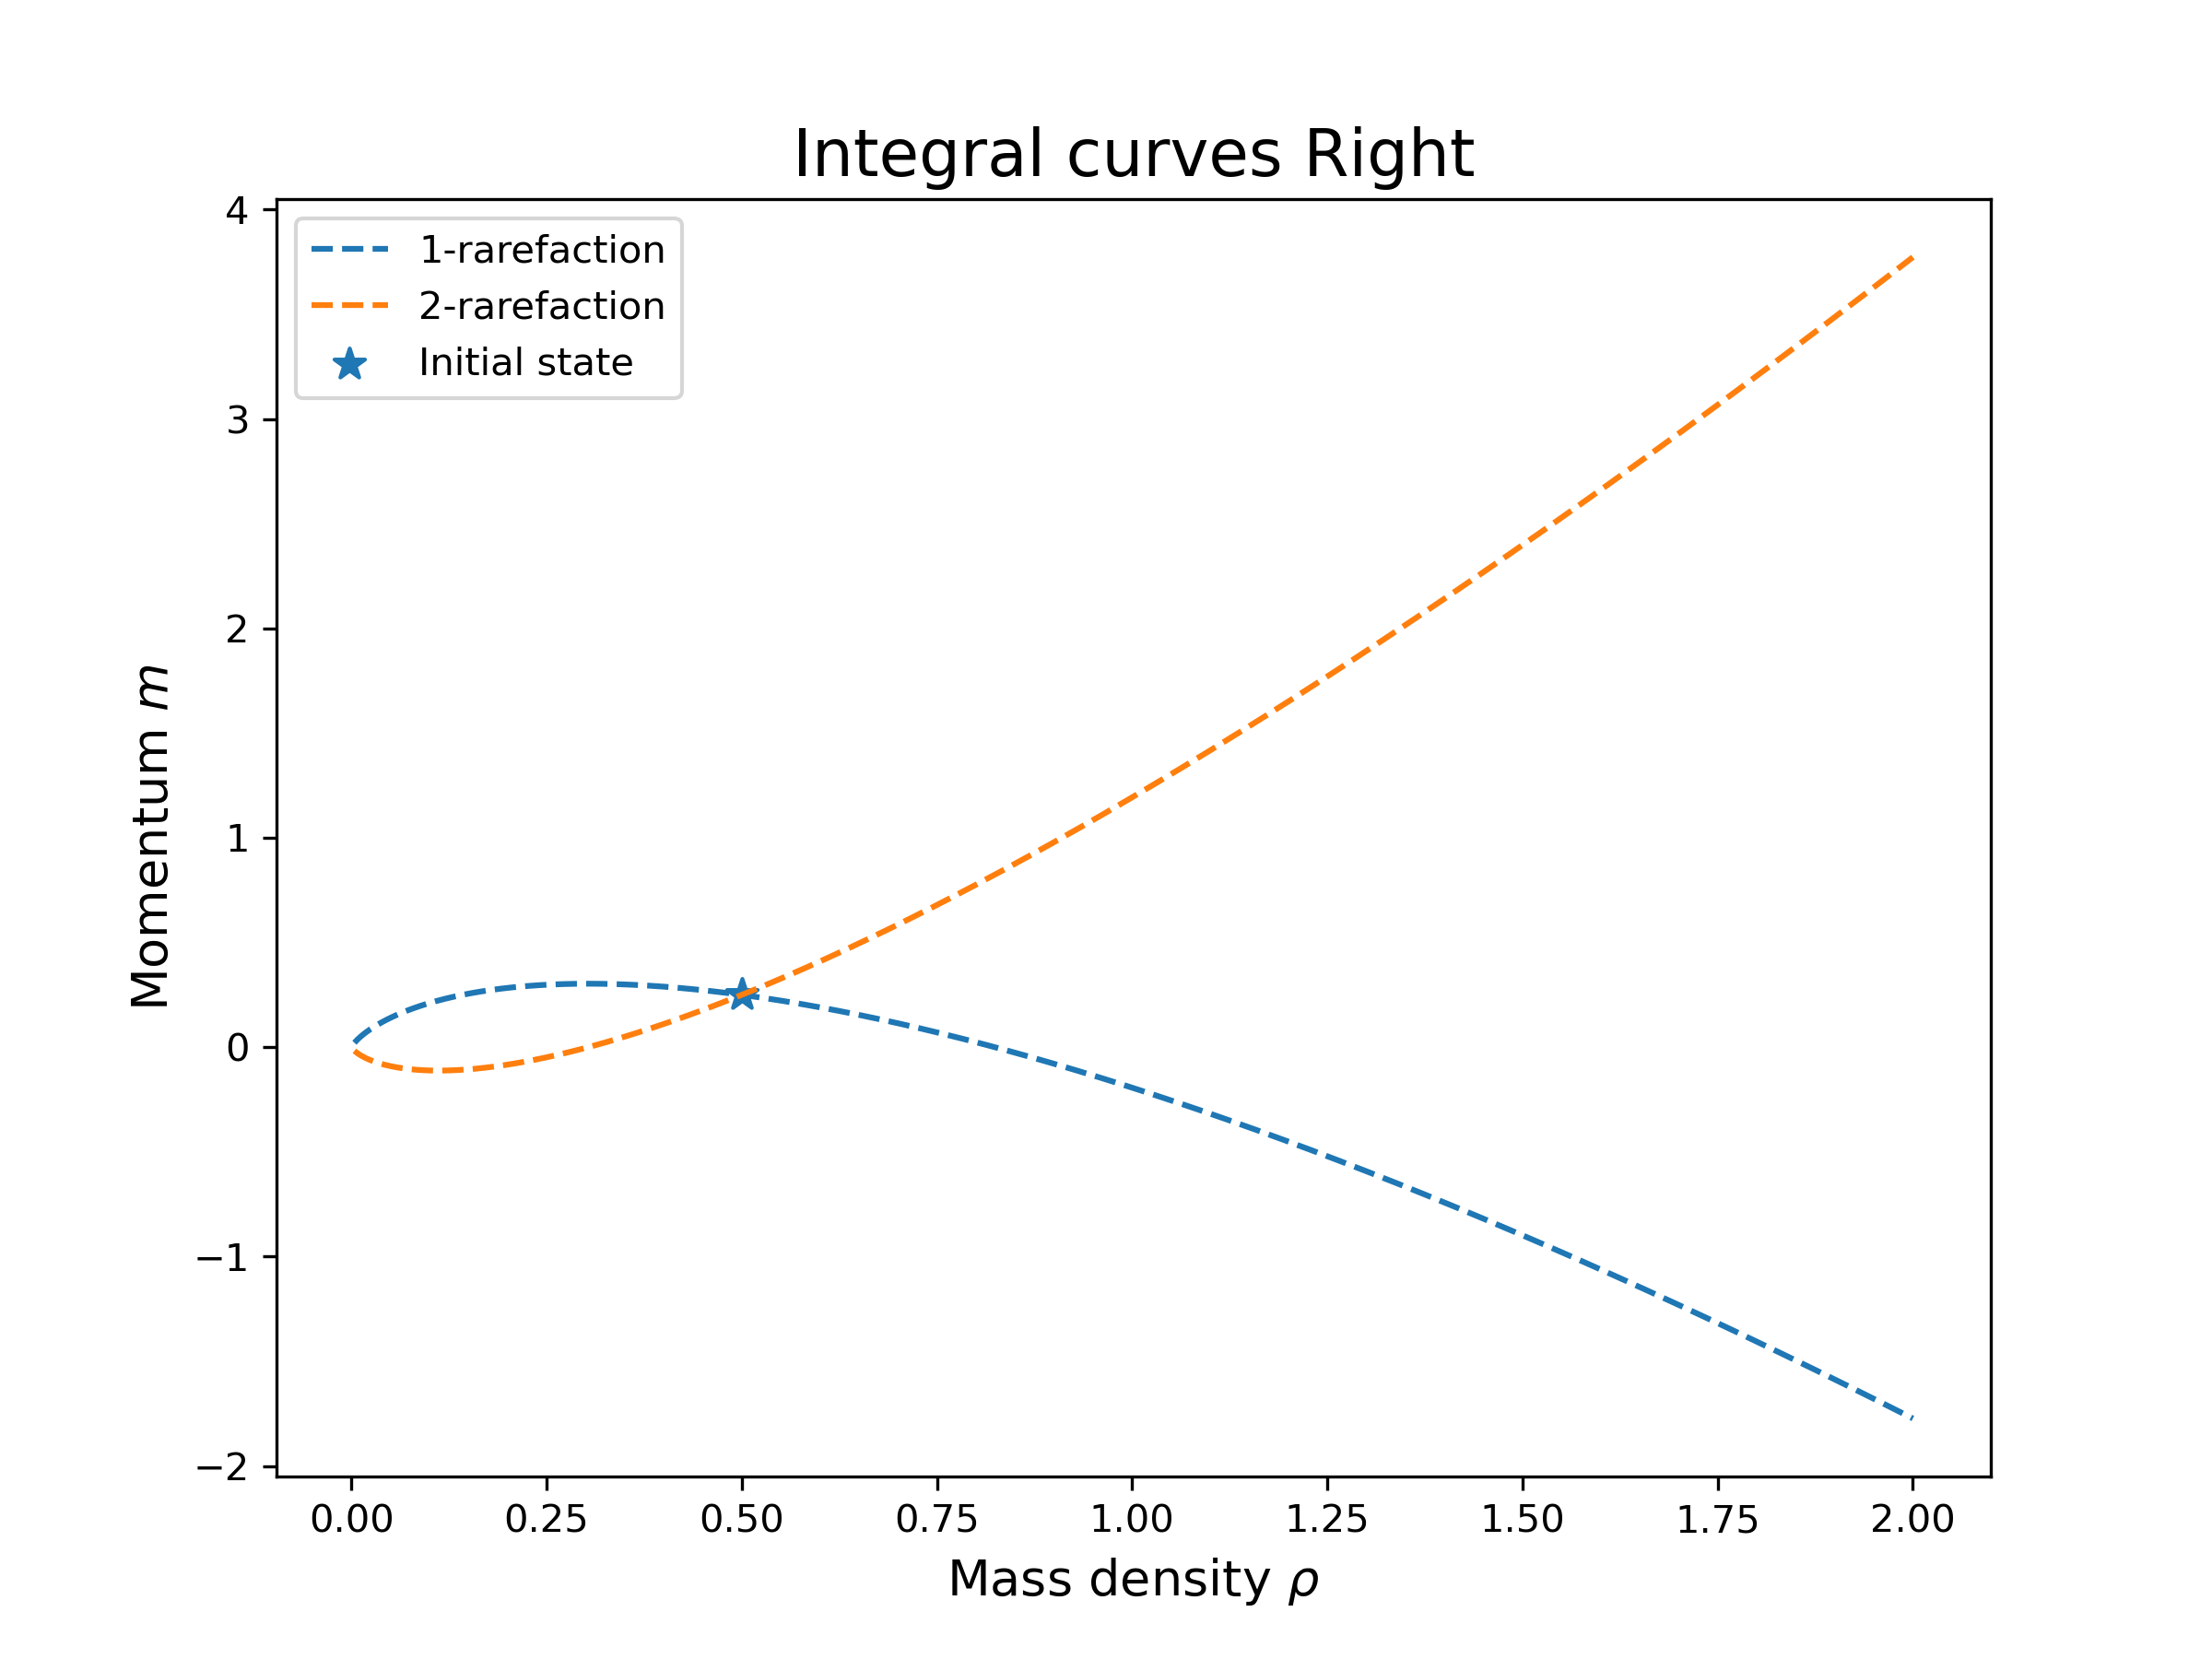 Integral curves Right
1-rarefaction
2-rarefaction
Initial state
4
3
2
1
0
−1
−2
Momentum m
0.00 0.25 0.50 0.75 1.00 1.25 1.50 1.75 2.00
Mass density ρ